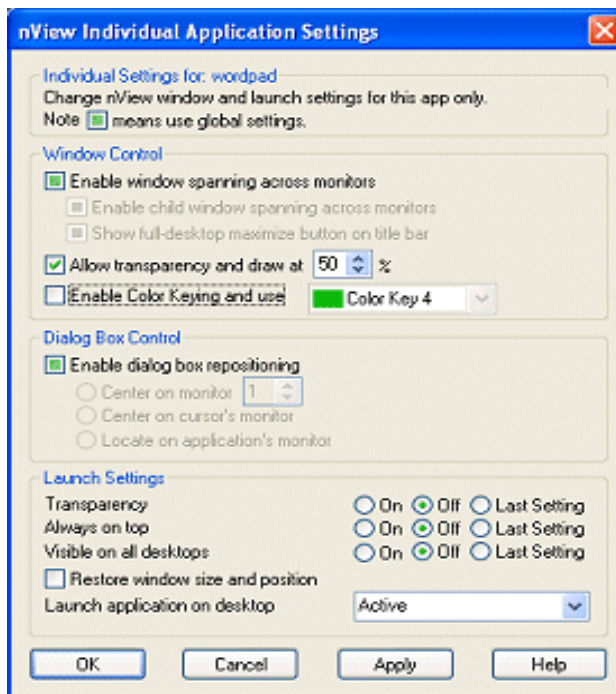 nView Individual Application Settings
Individual Settings for: wordpad
Change nView window and launch settings for this app only.
Note means use global settings.
Window Control
Enable window spanning across monitors
Enable child window spanning across monitors
Show full-desktop maximize button on title bar
Allow transparency and draw at 50 %
Enable Color Keying and use Color Key 4
Dialog Box Control
Enable dialog box repositioning
Center on monitor 1
Center on cursor's monitor
Locate on application's monitor
Launch Settings
Transparency On Off Last Setting
Always on top On Off Last Setting
Visible on all desktops On Off Last Setting
Restore window size and position
Launch application on desktop Active
OK Cancel Apply Help